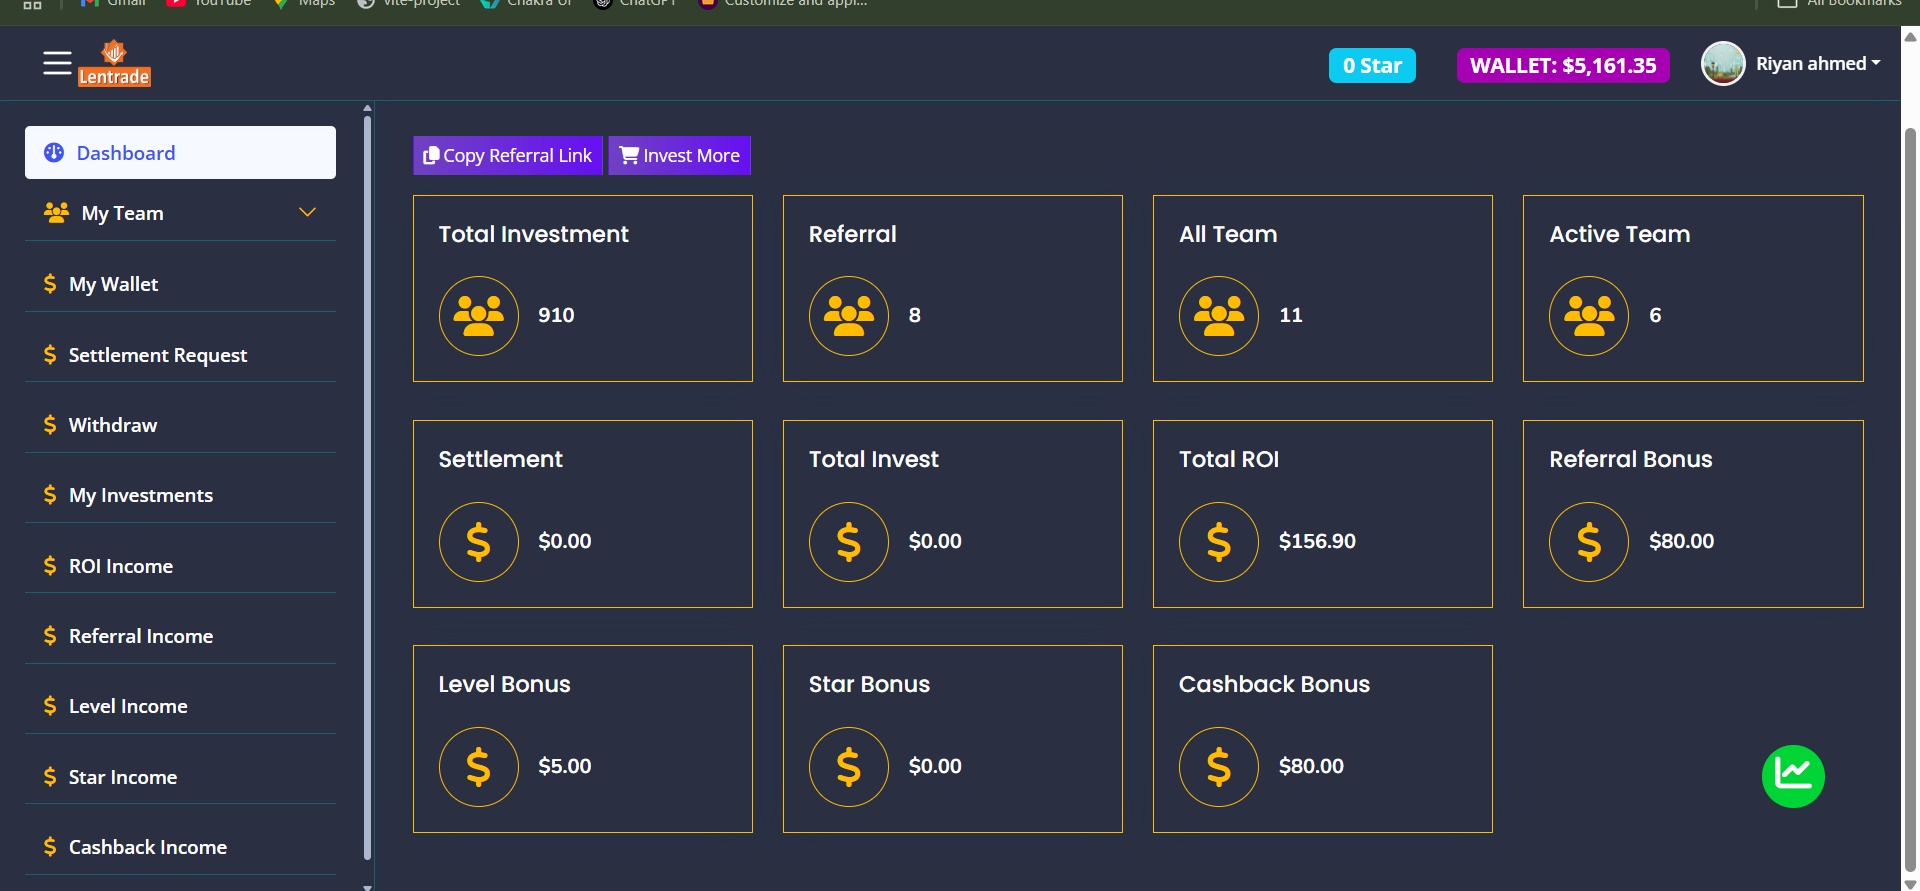 Gmail YouTube Maps vite-project Chakra UI ChatGPT Customize and appl... All Bookmarks
Lentrade
0 Star
WALLET: $5,161.35
Riyan ahmed
Dashboard
My Team
My Wallet
Settlement Request
Withdraw
My Investments
ROI Income
Referral Income
Level Income
Star Income
Cashback Income
Copy Referral Link
Invest More
Total Investment
910
Referral
8
All Team
11
Active Team
6
Settlement
$0.00
Total Invest
$0.00
Total ROI
$156.90
Referral Bonus
$80.00
Level Bonus
$5.00
Star Bonus
$0.00
Cashback Bonus
$80.00